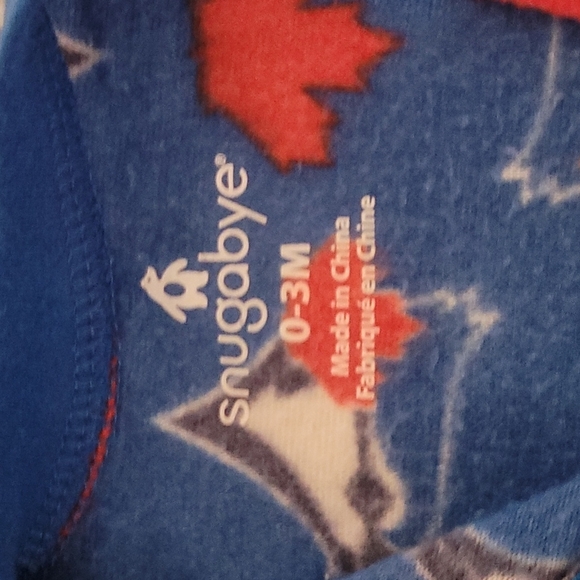 snugabye®
0-3M
Made in China
Fabriqué en Chine